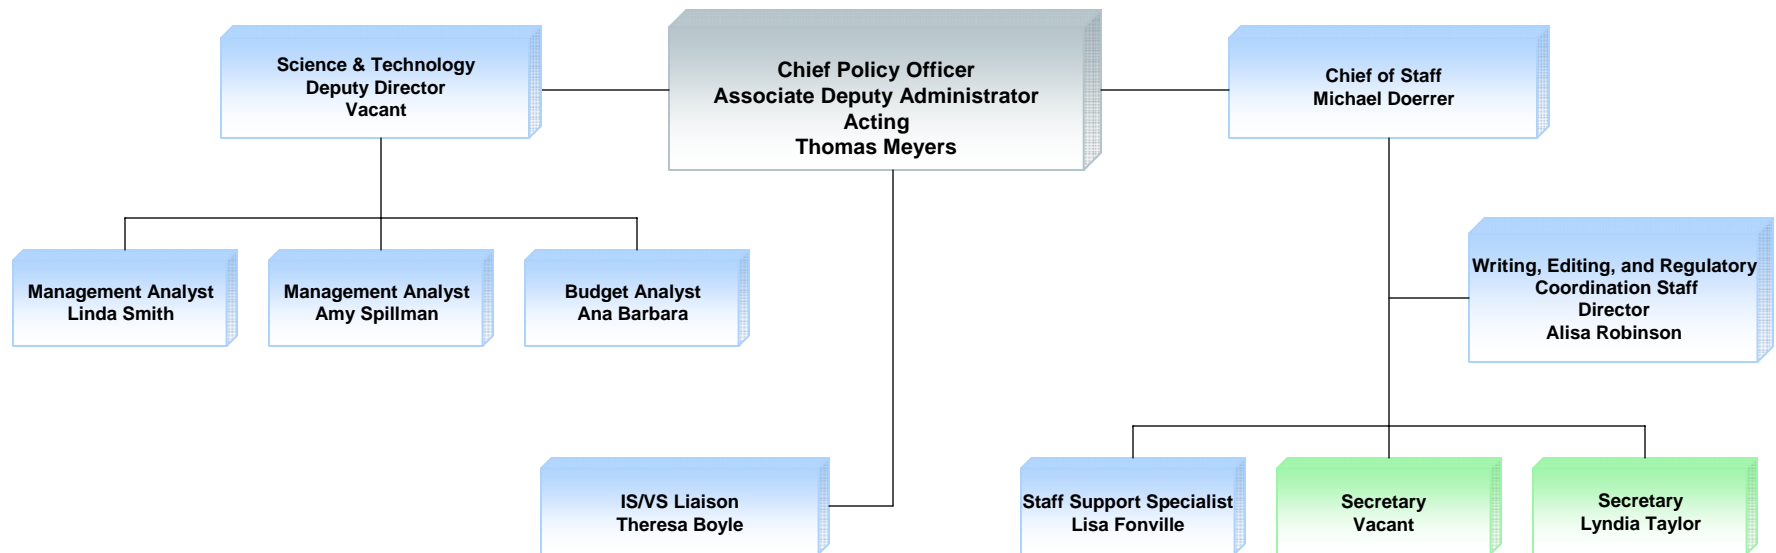 Science & Technology
Deputy Director
Vacant
Chief Policy Officer
Associate Deputy Administrator
Acting
Thomas Meyers
Chief of Staff
Michael Doerrer
Management Analyst
Linda Smith
Management Analyst
Amy Spillman
Budget Analyst
Ana Barbara
Writing, Editing, and Regulatory
Coordination Staff
Director
Alisa Robinson
IS/VS Liaison
Theresa Boyle
Staff Support Specialist
Lisa Fonville
Secretary
Vacant
Secretary
Lyndia Taylor